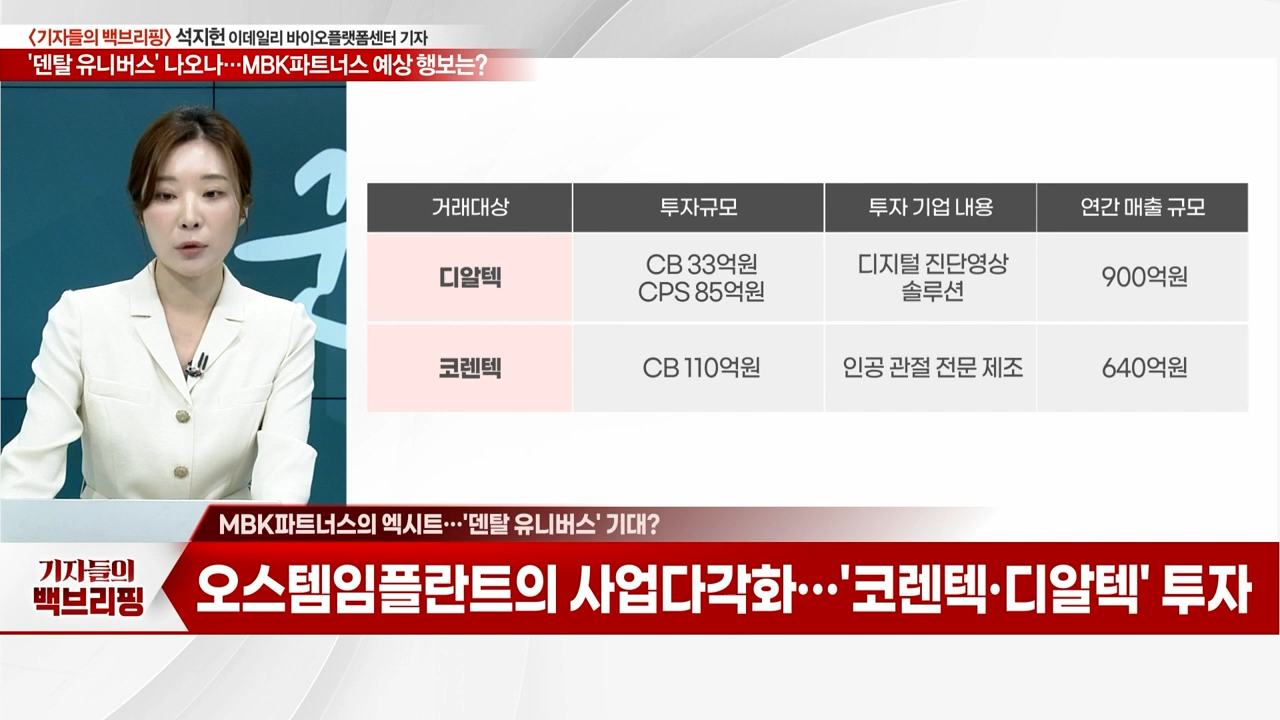 <기자들의 백브리핑> 석지헌 이데일리 바이오플랫폼센터 기자
'덴탈 유니버스' 나오나…MBK파트너스 예상 행보는?
거래대상 투자규모 투자 기업 내용 연간 매출 규모
디알텍
CB 33억원
CPS 85억원
디지털 진단영상
솔루션
900억원
코렌텍 CB 110억원 인공 관절 전문 제조 640억원
MBK파트너스의 엑시트…'덴탈 유니버스' 기대?
기자들의
백브리핑
오스템임플란트의 사업다각화…'코렌텍·디알텍' 투자